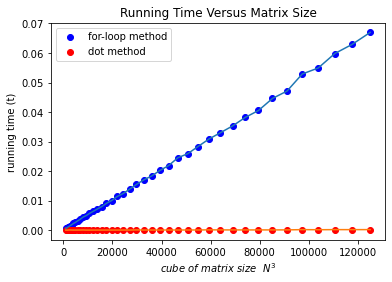 Running Time Versus Matrix Size
for-loop method
dot method
running time (t)
0.07
0.06
0.05
0.04
0.03
0.02
0.01
0.00
0 20000 40000 60000 80000 100000 120000
cube of matrix size N³